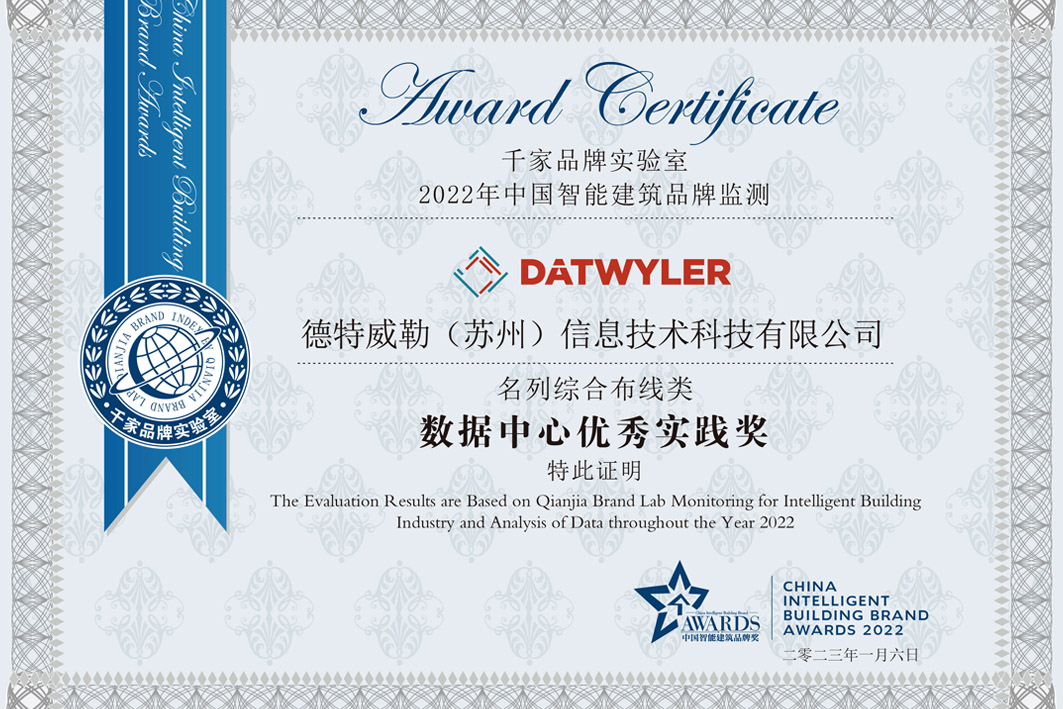 China Intelligent Building
Brand Awards
Award Certificate
千家品牌实验室
2022年中国智能建筑品牌监测
DATWYLER
德特威勒（苏州）信息技术科技有限公司
名列综合布线类
数据中心优秀实践奖
特此证明
The Evaluation Results are Based on Qianjia Brand Lab Monitoring for Intelligent Building
Industry and Analysis of Data throughout the Year 2022
QIANJIA BRAND INDEX
QIANJIA BRAND LAB
千家品牌实验室
China Intelligent Building Brand
AWARDS
中国智能建筑品牌奖
CHINA
INTELLIGENT
BUILDING BRAND
AWARDS 2022
二零二三年一月六日